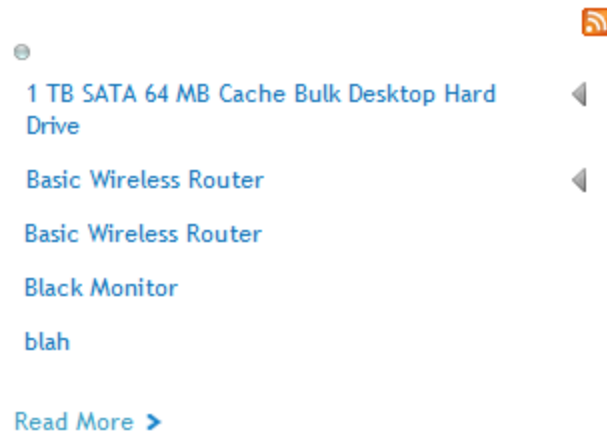 1 TB SATA 64 MB Cache Bulk Desktop Hard
Drive
Basic Wireless Router
Basic Wireless Router
Black Monitor
blah
Read More